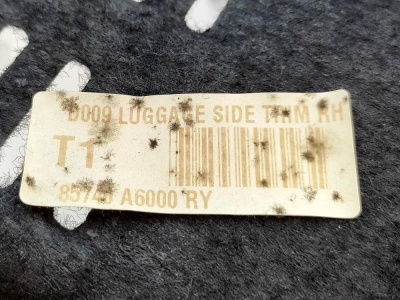 D009 LUGGAGE SIDE TRIM RH
T1
A6000 RY